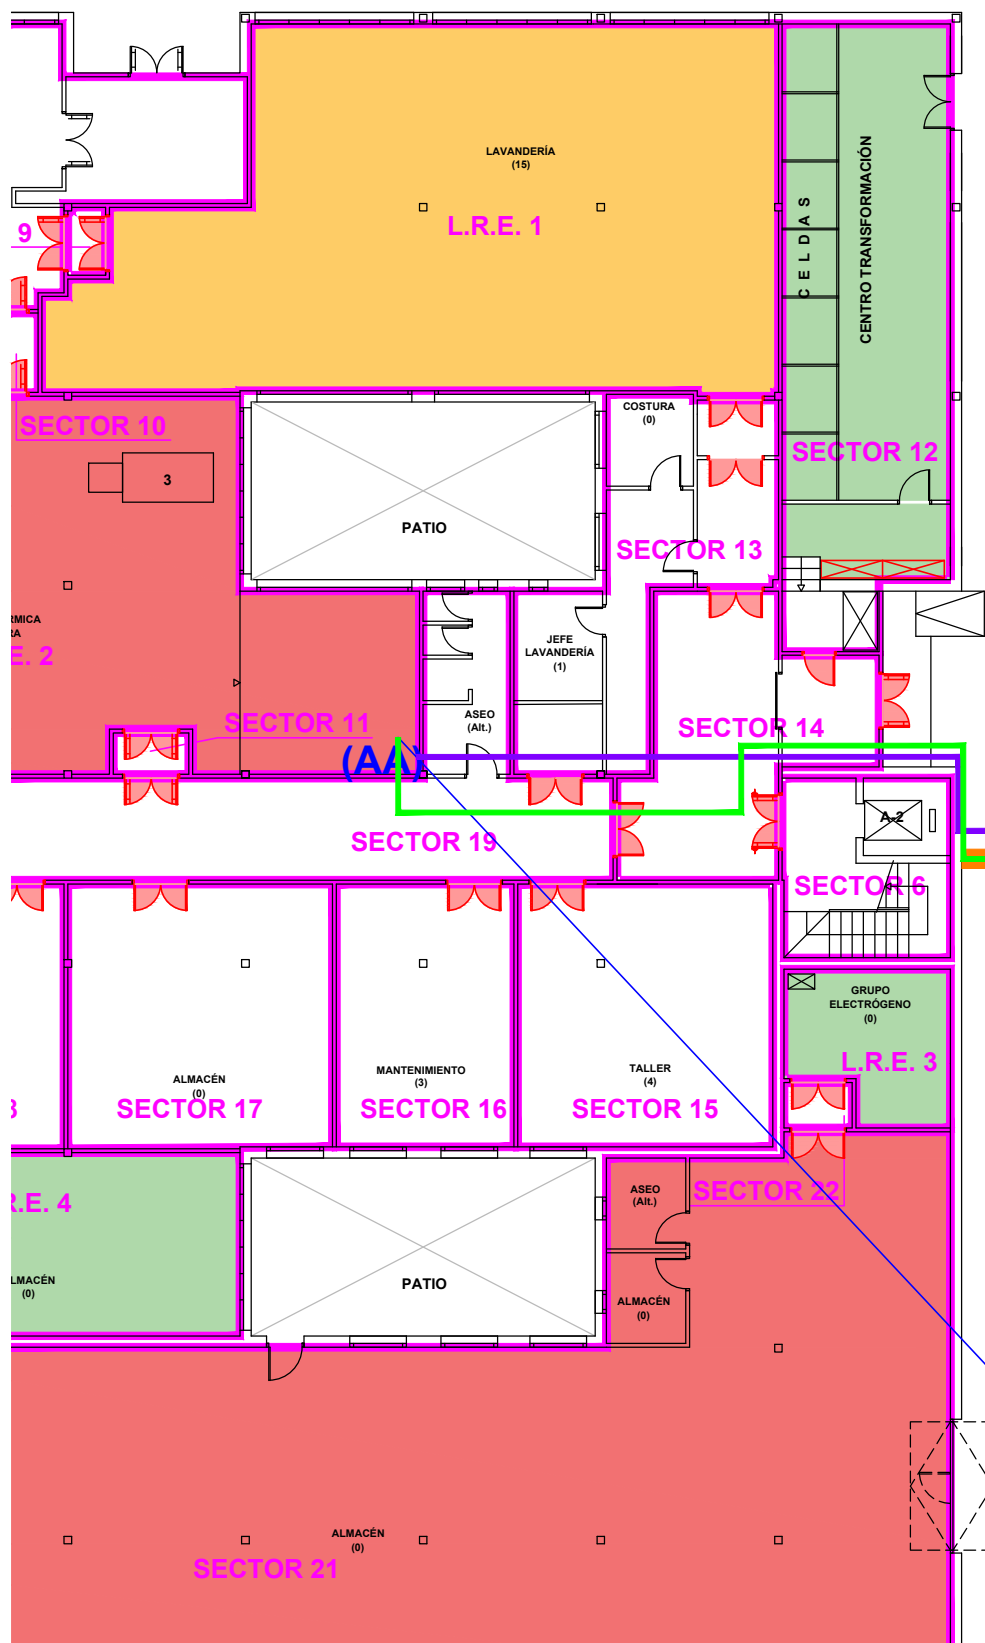 LAVANDERÍA
(15)
L.R.E. 1
CELDAS
CENTRO TRANSFORMACIÓN
9
SECTOR 10
3
COSTURA
(0)
SECTOR 12
PATIO
SECTOR 13
RMICA
RA
E. 2
JEFE
LAVANDERÍA
(1)
SECTOR 11
ASEO
(Alt.)
SECTOR 14
(AA)
SECTOR 19
A-2
SECTOR 6
GRUPO
ELECTRÓGENO
(0)
L.R.E. 3
ALMACÉN
(0)
SECTOR 17
MANTENIMIENTO
(3)
SECTOR 16
TALLER
(4)
SECTOR 15
R.E. 4
LMACÉN
(0)
PATIO
ASEO
(Alt.)
SECTOR 22
ALMACÉN
(0)
ALMACÉN
(0)
SECTOR 21